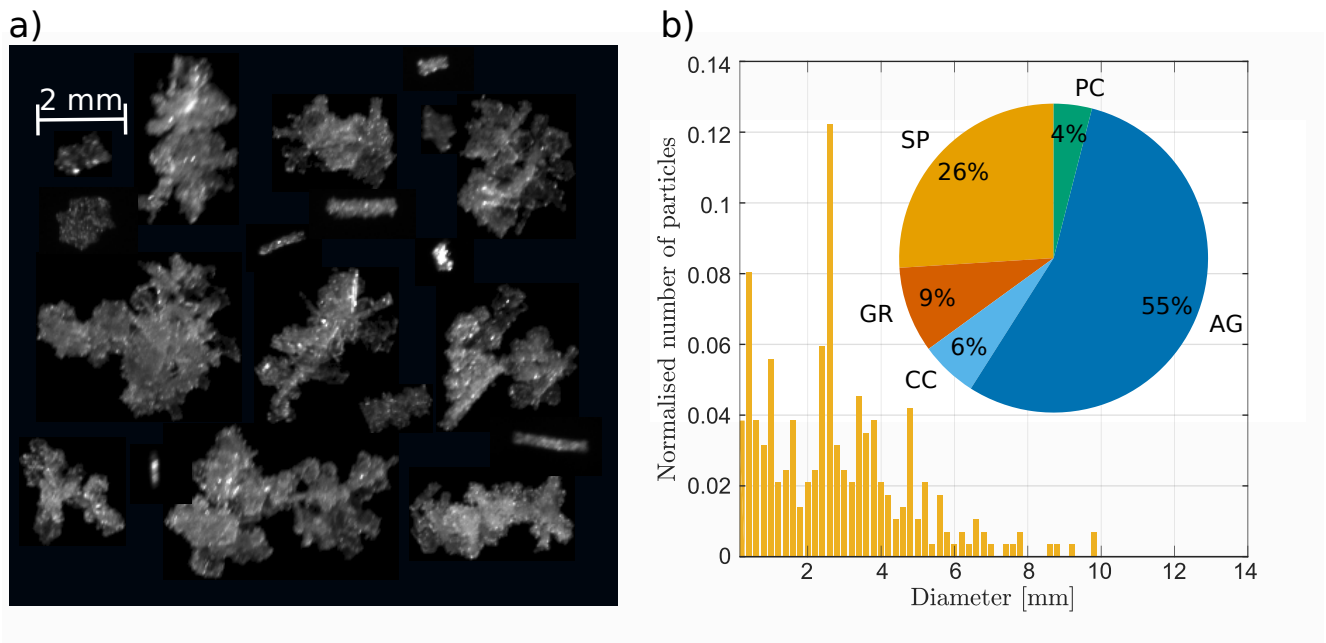 a)
2 mm
b)
Normalised number of particles
0.14
0.12
0.1
0.08
0.06
0.04
0.02
0
2 4 6 8 10 12 14
Diameter [mm]
PC
4%
SP
26%
GR
9%
CC
6%
55%
AG